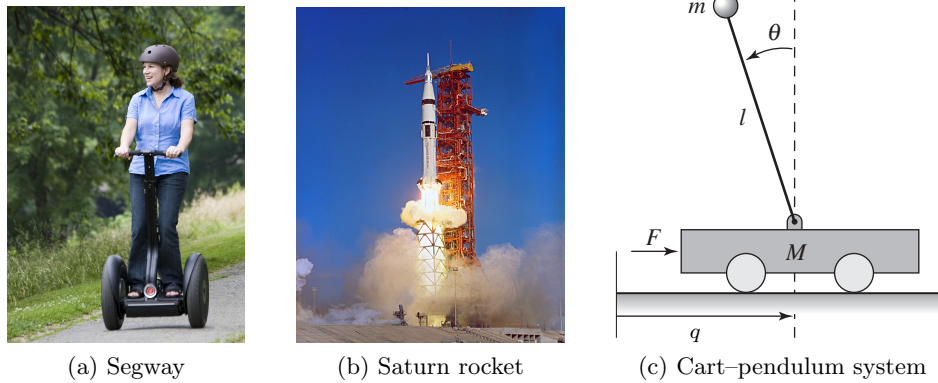 m
θ
l
F
M
q
(a) Segway
(b) Saturn rocket
(c) Cart–pendulum system